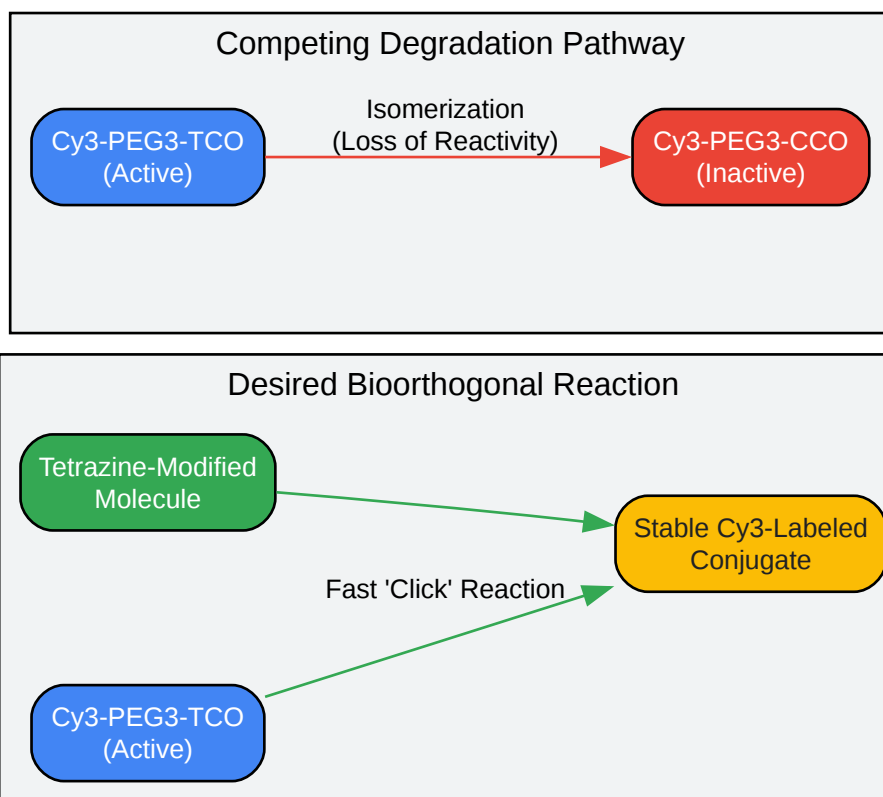 Competing Degradation Pathway
Cy3-PEG3-TCO
(Active)
Isomerization
(Loss of Reactivity)
Cy3-PEG3-CCO
(Inactive)
Desired Bioorthogonal Reaction
Tetrazine-Modified
Molecule
Stable Cy3-Labeled
Conjugate
Fast 'Click' Reaction
Cy3-PEG3-TCO
(Active)